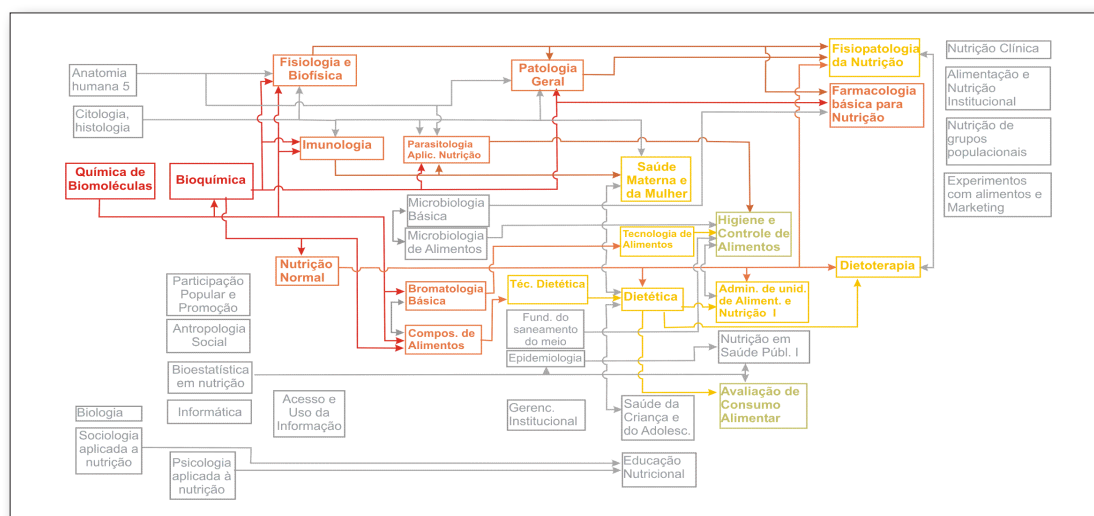 Anatomia
humana 5
Citologia,
histologia
Química de
Biomoléculas
Biologia
Sociologia
aplicada a
nutrição
Bioquímica
Participação
Popular e
Promoção
Antropologia
Social
Bioestatística
em nutrição
Informática
Psicologia
aplicada à
nutrição
Fisiologia e
Biofísica
Imunologia
Nutrição
Normal
Acesso e
Uso da
Informação
Parasitologia
Aplic. Nutrição
Microbiologia
Básica
Microbiologia
de Alimentos
Bromatologia
Básica
Compos. de
Alimentos
Patologia
Geral
Téc. Dietética
Fund. do
saneamento
do meio
Epidemiologia
Gerenc.
Institucional
Saúde
Materna e
da Mulher
Tecnologia de
Alimentos
Dietética
Saúde da
Criança e
do Adolesc.
Educação
Nutricional
Higiene e
Controle de
Alimentos
Admin. de unid.
de Aliment. e
Nutrição I
Nutrição em
Saúde Públ. I
Avaliação de
Consumo
Alimentar
Fisiopatologia
da Nutrição
Farmacologia
básica para
Nutrição
Dietoterapia
Nutrição Clínica
Alimentação e
Nutrição
Institucional
Nutrição de
grupos
populacionais
Experimentos
com alimentos e
Marketing